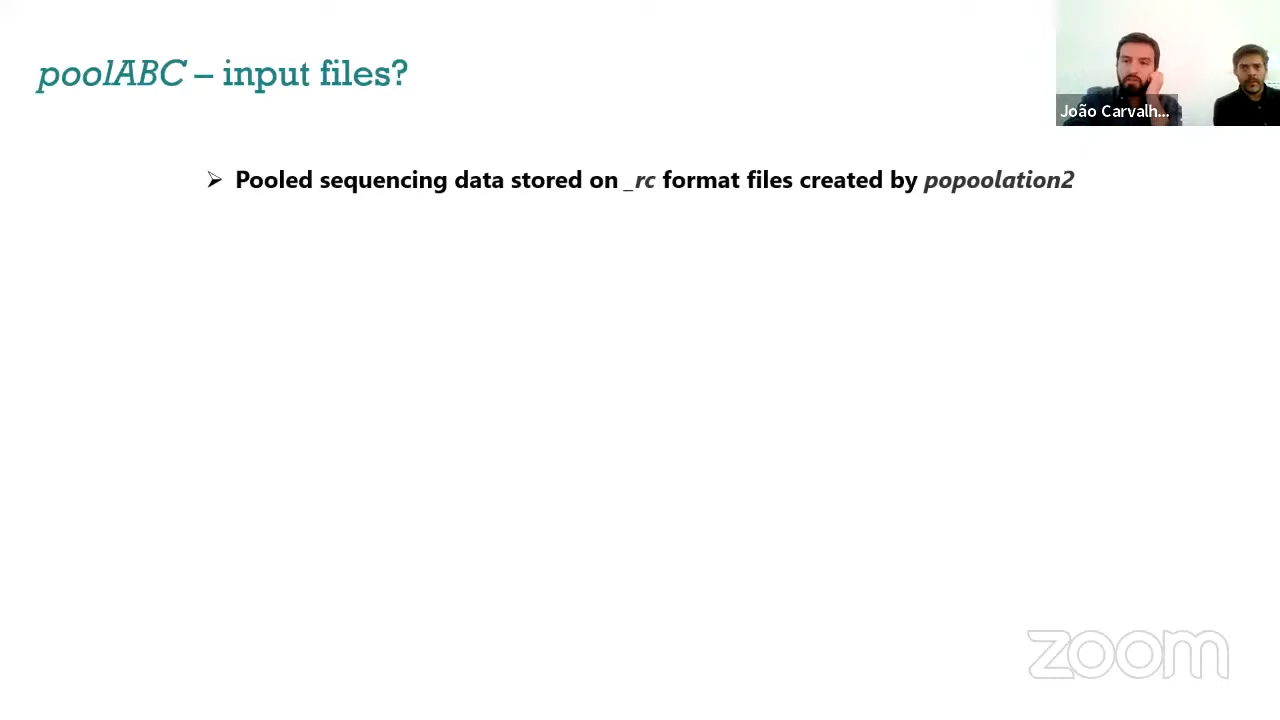 poolABC – input files?
João Carvalh...
➢ Pooled sequencing data stored on _rc format files created by popoolation2
zoom